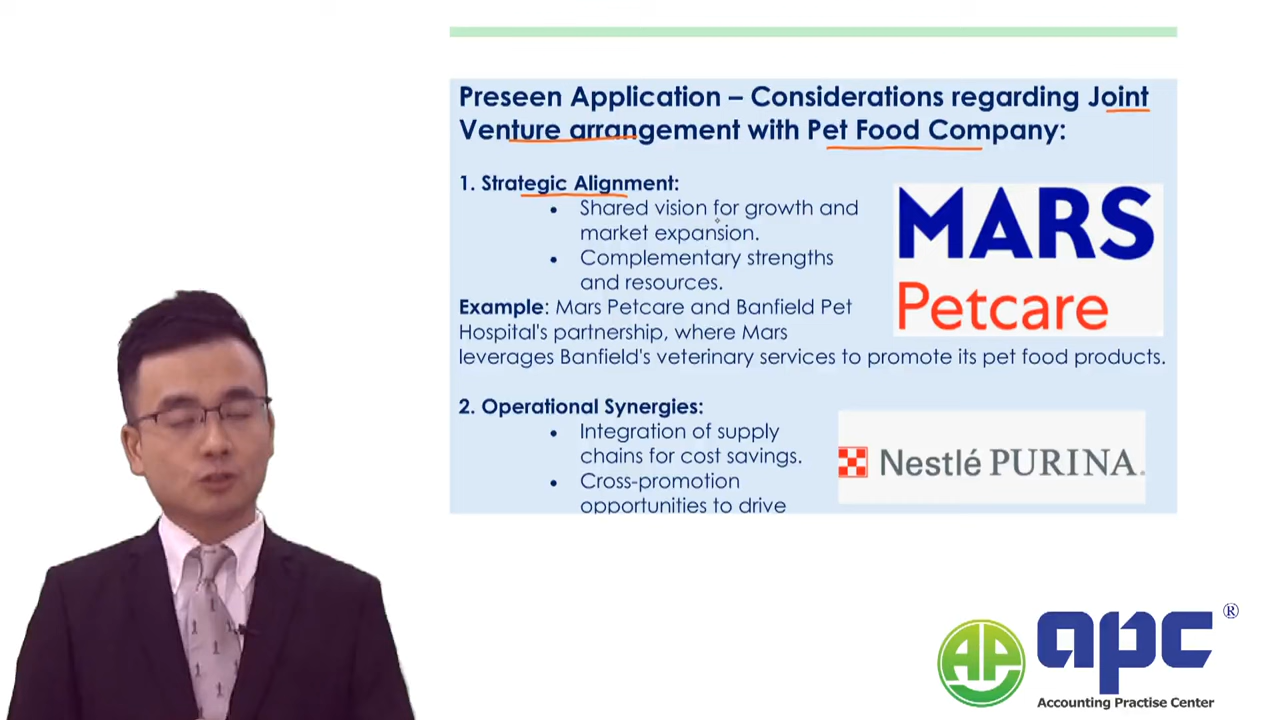 Preseen Application – Considerations regarding Joint
Venture arrangement with Pet Food Company:
1. Strategic Alignment:
• Shared vision for growth and
market expansion.
• Complementary strengths
and resources.
Example: Mars Petcare and Banfield Pet
Hospital's partnership, where Mars
leverages Banfield's veterinary services to promote its pet food products.
MARS
Petcare
2. Operational Synergies:
• Integration of supply
chains for cost savings.
• Cross-promotion
opportunities to drive
Nestlé PURINA.
AP
apc®
Accounting Practise Center